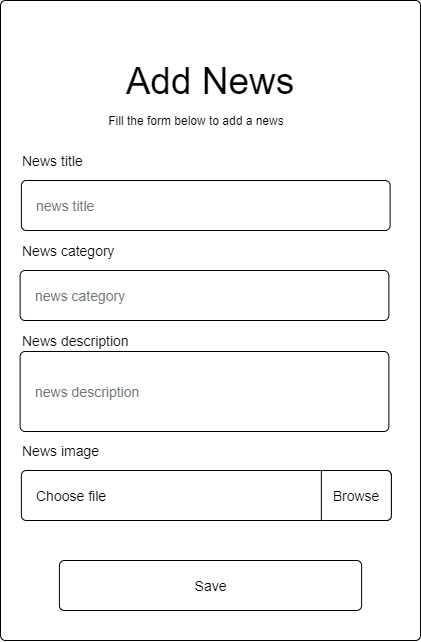 Add News
Fill the form below to add a news
News title
news title
News category
news category
News description
news description
News image
Choose file
Browse
Save